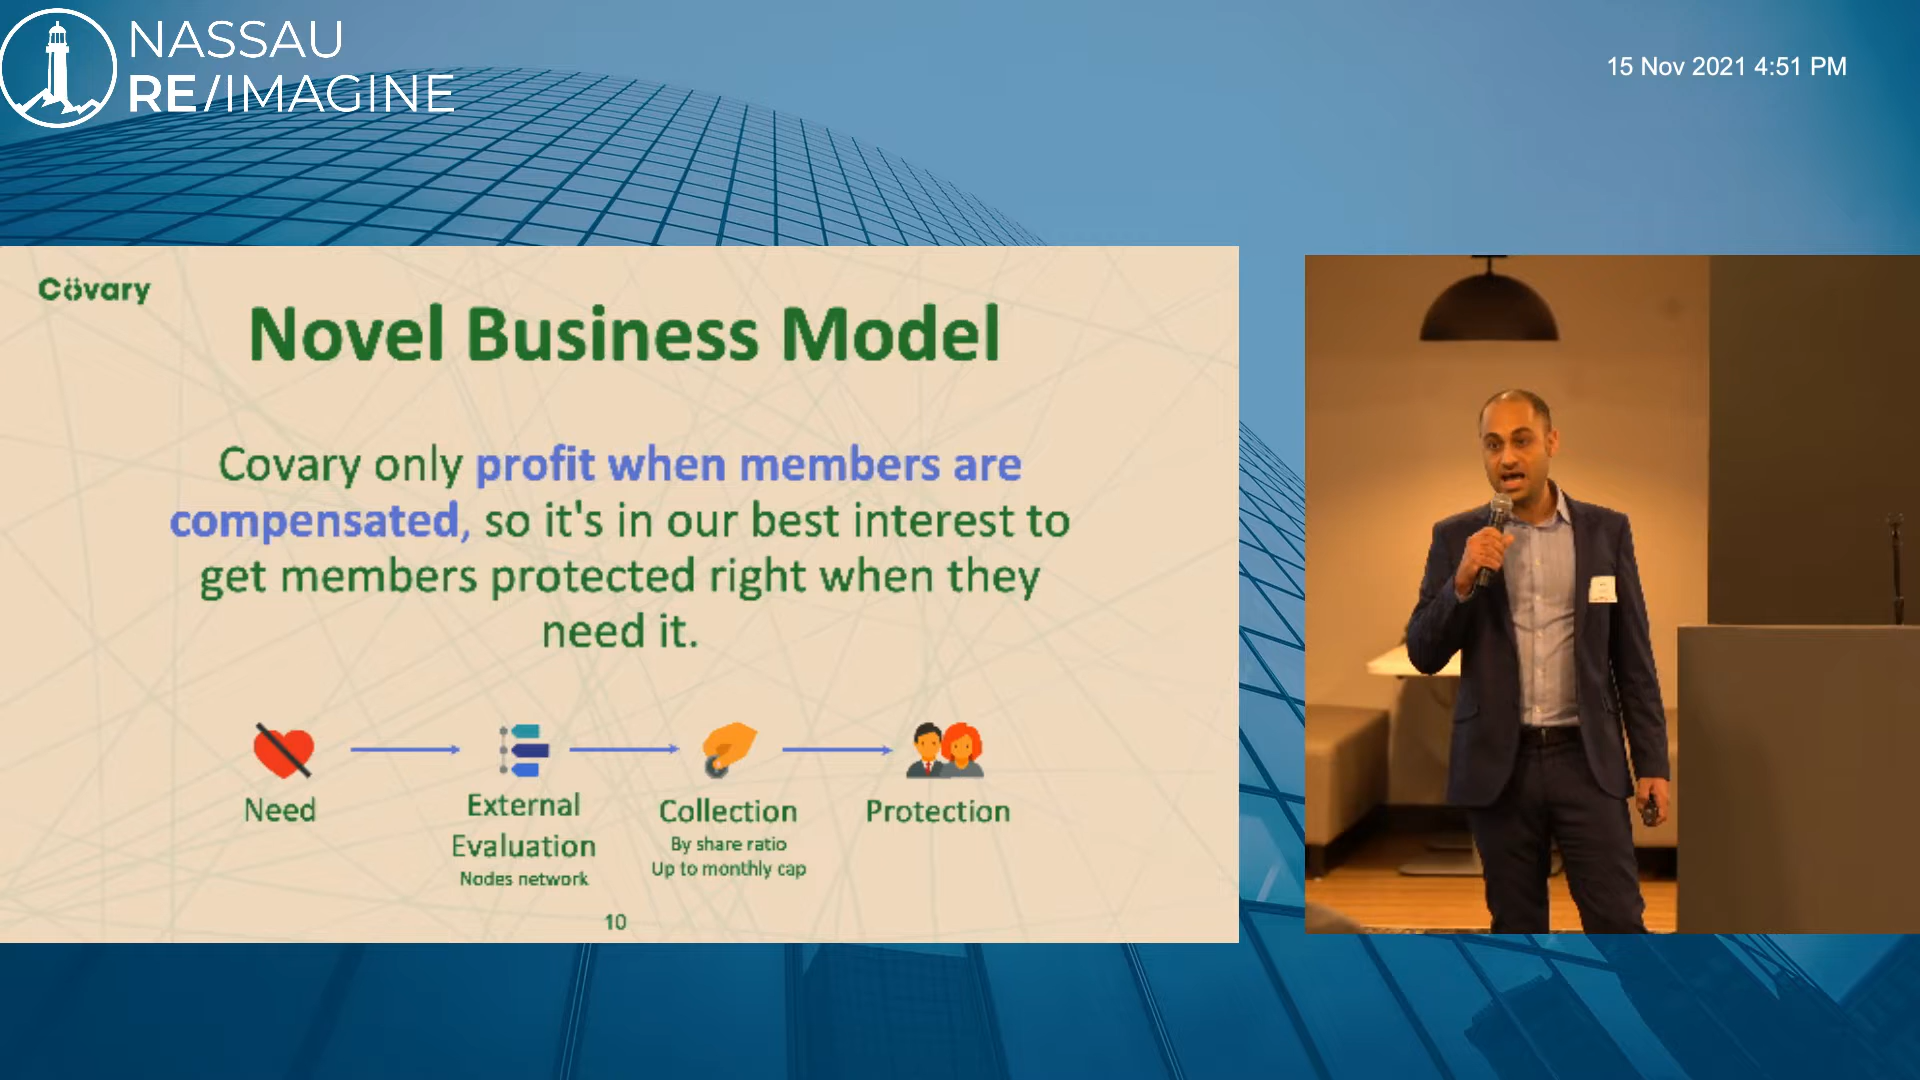 NASSAU
RE/IMAGINE
15 Nov 2021 4:51 PM
Cövary
Novel Business Model
Covary only profit when members are
compensated, so it's in our best interest to
get members protected right when they
need it.
Need
External
Evaluation
Nodes network
Collection
By share ratio
Up to monthly cap
Protection
10